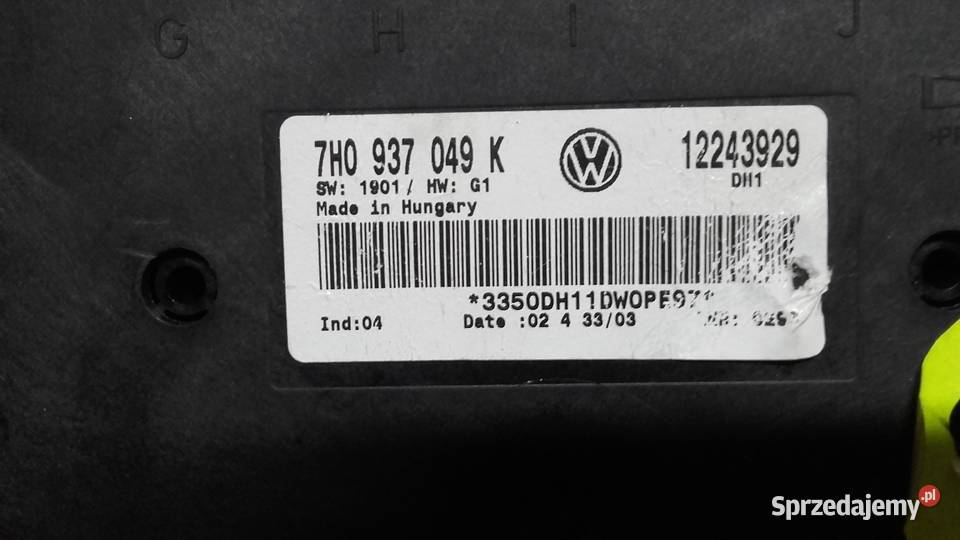 G H I J
7H0 937 049 K
12243929
SW: 1901/ HW: G1
DH1
Made in Hungary
Ind:04
Date :02 4 33/03
Sprzedajemy.pl